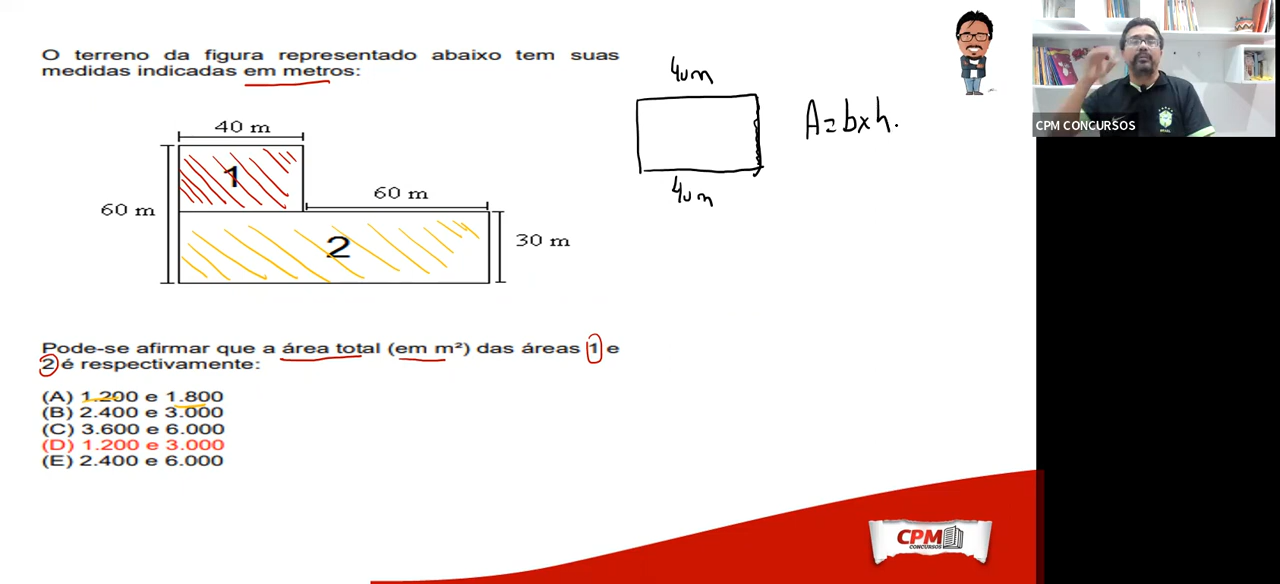 O terreno da figura representado abaixo tem suas
medidas indicadas em metros:
40 m
1
60 m
60 m
2
30 m
4um
4um
A=b×h.
CPM CONCURSOS
Pode-se afirmar que a área total (em m²) das áreas 1 e
2 é respectivamente:
(A) 1.200 e 1.800
(B) 2.400 e 3.000
(C) 3.600 e 6.000
(D) 1.200 e 3.000
(E) 2.400 e 6.000
CPM
CONCURSOS